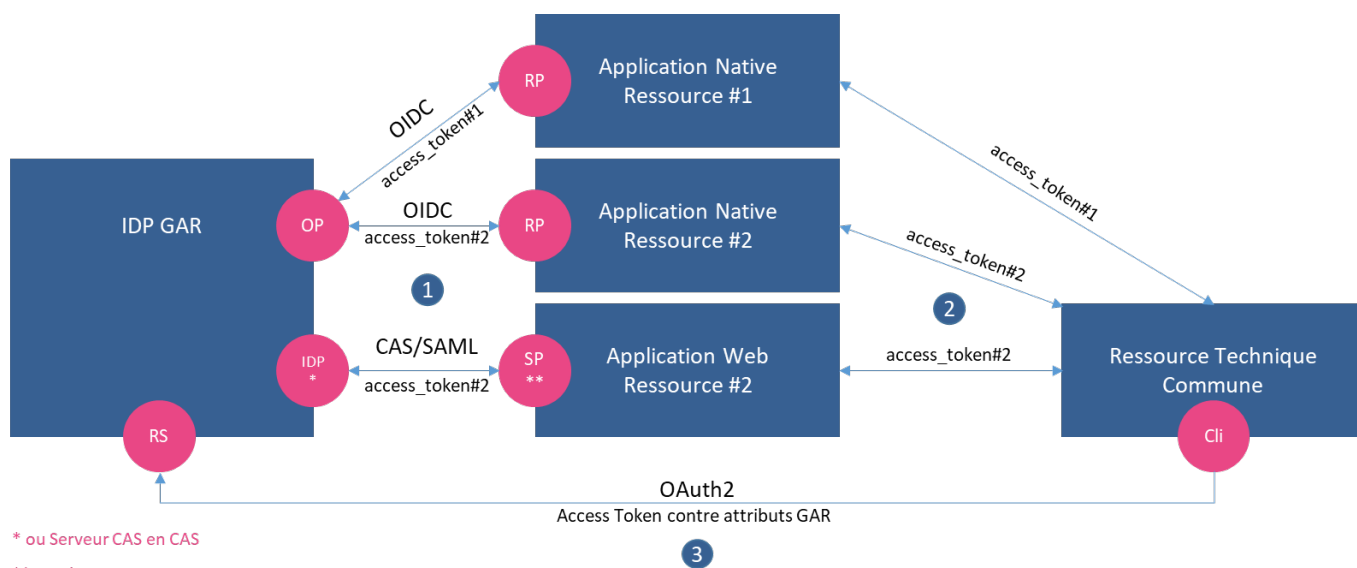 Application Native
Ressource #1
RP
OIDC
access_token#1
access_token#1
IDP GAR
OP
OIDC
access_token#2
RP
Application Native
Ressource #2
access_token#2
1
2
IDP
*
CAS/SAML
access_token#2
SP
**
Application Web
Ressource #2
access_token#2
Ressource Technique
Commune
RS
Cli
OAuth2
Access Token contre attributs GAR
* ou Serveur CAS en CAS
3